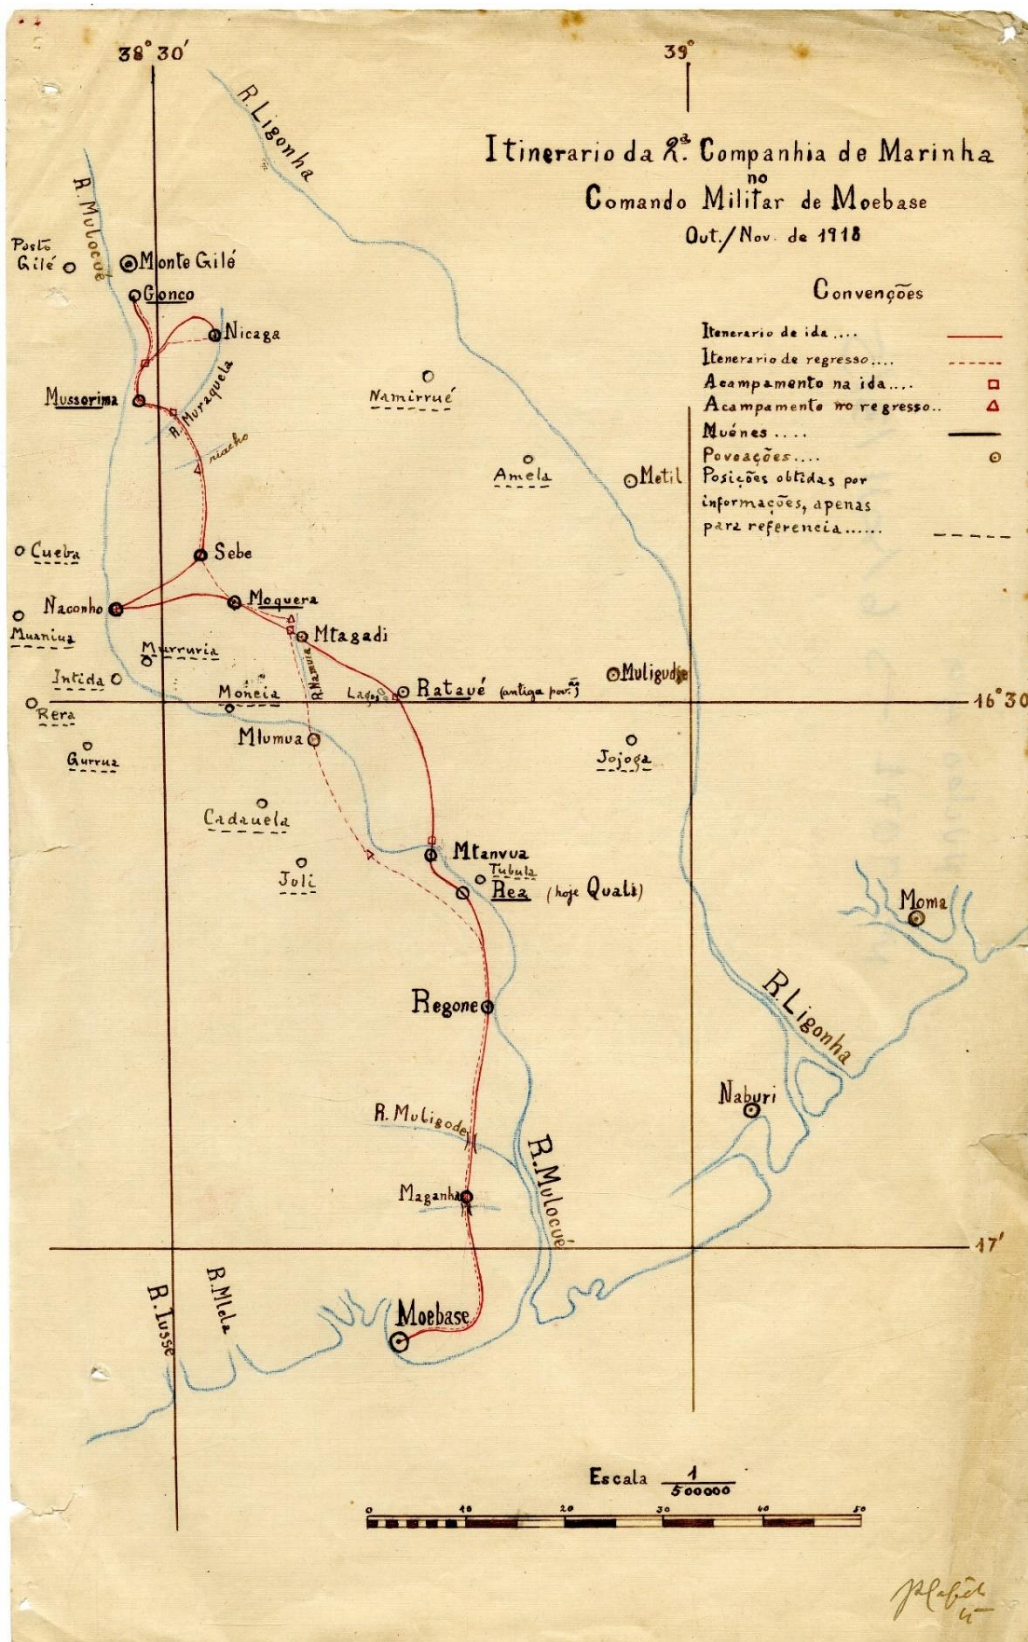 38° 30'
39°
Itinerario da 2ª. Companhia de Marinha
no
Comando Militar de Moebase
Out./Nov. de 1918
Convenções
Itenerario de ida....
Itenerario de regresso....
Acampamento na ida....
Acampamento no regresso..
Muénes ....
Povoações....
Posições obtidas por
informações, apenas
para referencia......
R. Ligonha
R. Mulocué
Posto
Gilé
Monte Gilé
Gonco
Nicaga
Mussorima
R. Muraquela
riacho
Namirrué
Amela
Metil
Cueba
Sebe
Naconho
Moquera
Muaniua
Mtagadi
Murruria
R. Namuia
Intida
Moneia
Lagos
Rataué (antiga pov.ão)
Muligudje
Rera
16° 30
Mlumua
Gurrua
Jojoga
Cadauela
Mtanvua
Juli
Tubula
Rea (hoje Quali)
Moma
Regone
R. Ligonha
Naburi
R. Muligode
R. Mulocué
Maganha
17'
R. Iusse
R. Mlela
Moebase
Escala 1
500000
0 10 20 30 40 50